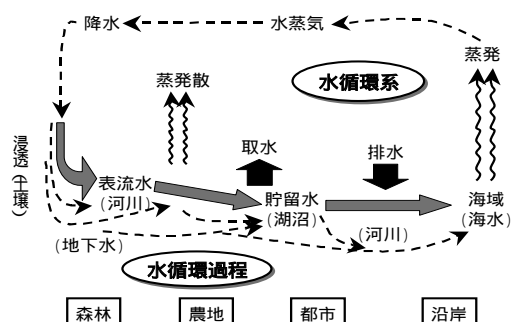 降水
水蒸気
蒸発
蒸発散
水循環系
浸透(土壌)
取水
排水
表流水
(河川)
貯留水
(湖沼)
海域
(海水)
(河川)
(地下水)
水循環過程
森林
農地
都市
沿岸